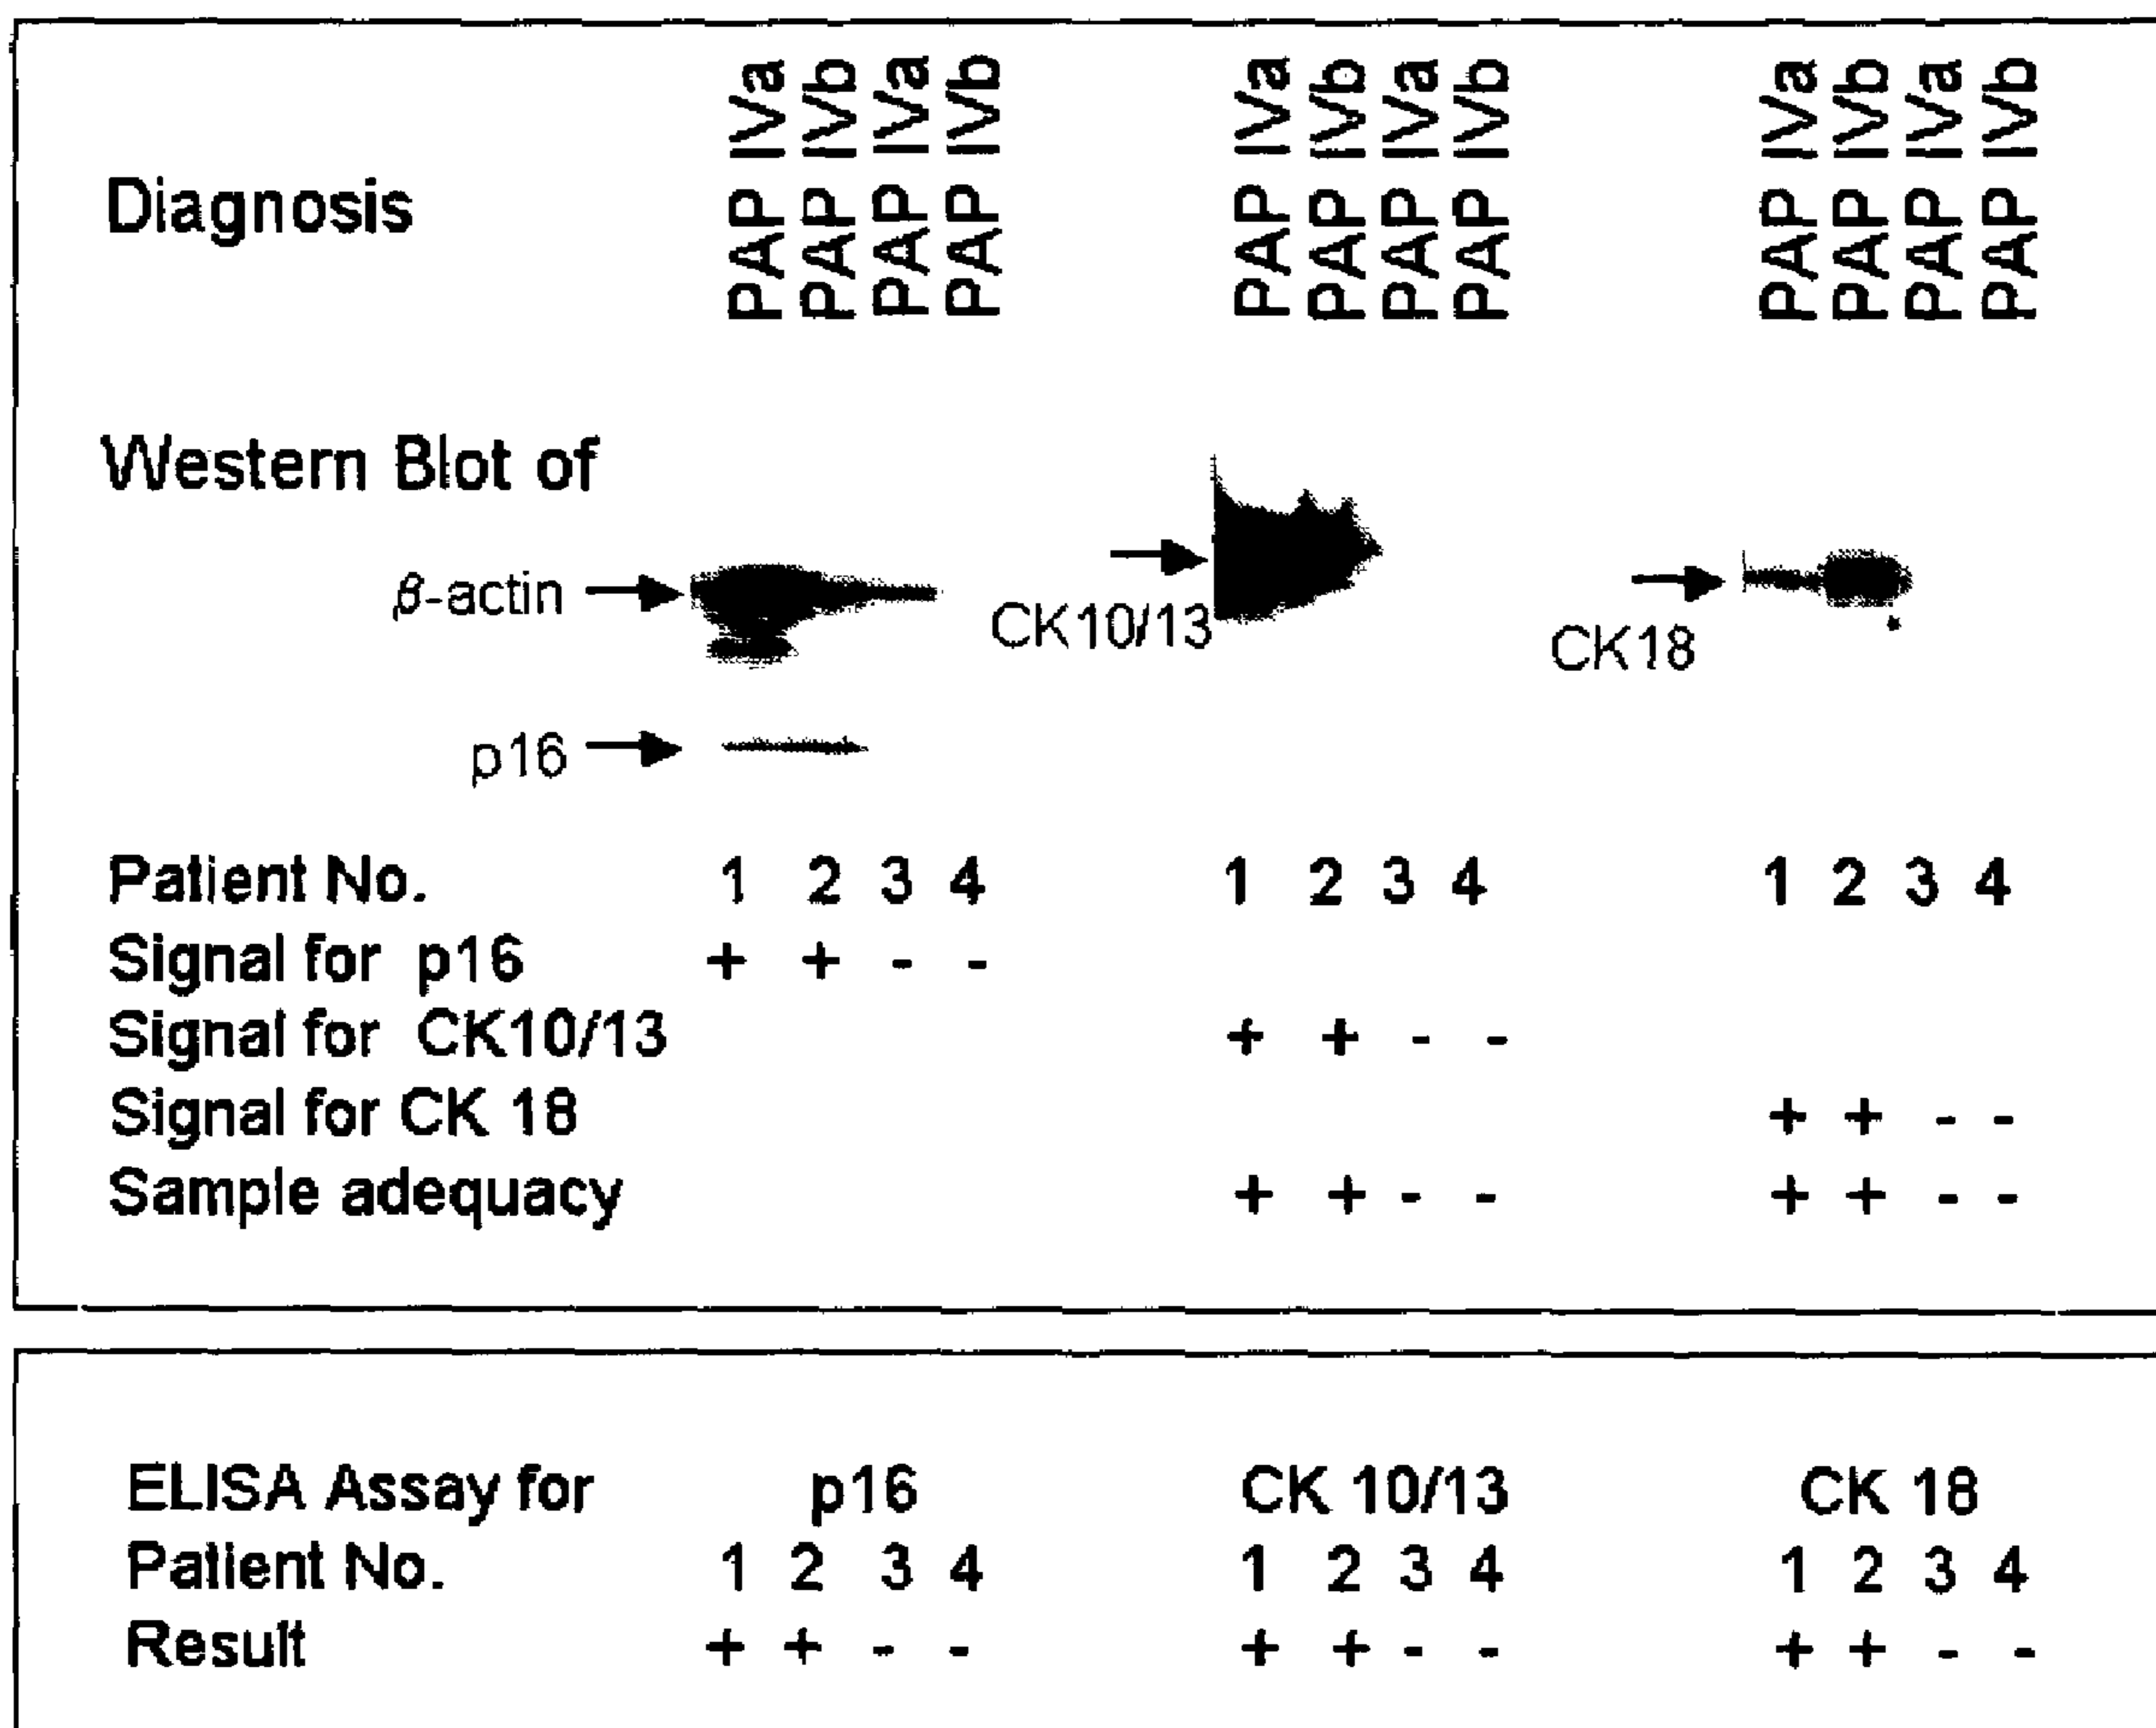 Diagnosis PAP IVa PAP IVb PAP IVa PAP IVb PAP IVa PAP IVb PAP IVa PAP IVb PAP IVa PAP IVb PAP IVa PAP IVb
Western Blot of
β-actin
CK10/13
CK18
p16
Patient No. 1 2 3 4 1 2 3 4 1 2 3 4
Signal for p16 + + - -
Signal for CK10/13 + + - -
Signal for CK 18 + + - -
Sample adequacy + + - - + + - -
ELISA Assay for p16 CK 10/13 CK 18
Patient No. 1 2 3 4 1 2 3 4 1 2 3 4
Result + + - - + + - - + + - -